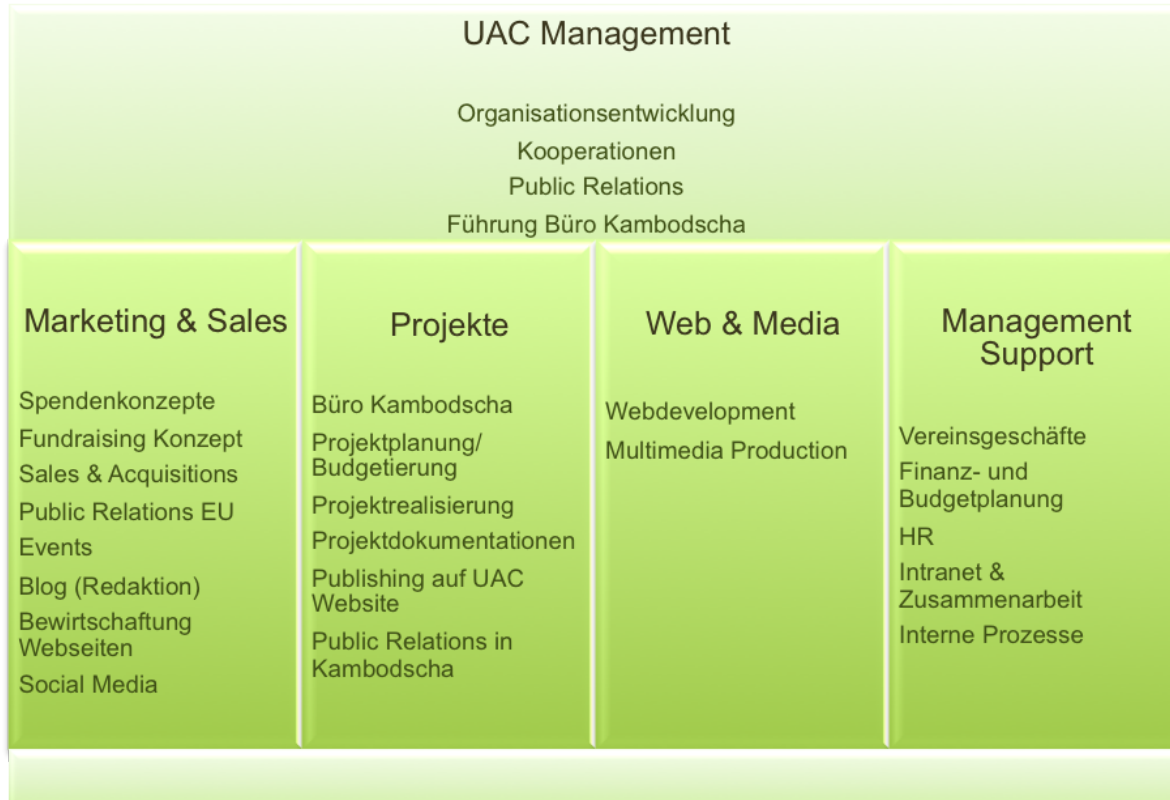 UAC Management
Organisationsentwicklung
Kooperationen
Public Relations
Führung Büro Kambodscha
Marketing & Sales
Spendenkonzepte
Fundraising Konzept
Sales & Acquisitions
Public Relations EU
Events
Blog (Redaktion)
Bewirtschaftung
Webseiten
Social Media
Projekte
Büro Kambodscha
Projektplanung/
Budgetierung
Projektrealisierung
Projektdokumentationen
Publishing auf UAC
Website
Public Relations in
Kambodscha
Web & Media
Webdevelopment
Multimedia Production
Management
Support
Vereinsgeschäfte
Finanz- und
Budgetplanung
HR
Intranet &
Zusammenarbeit
Interne Prozesse